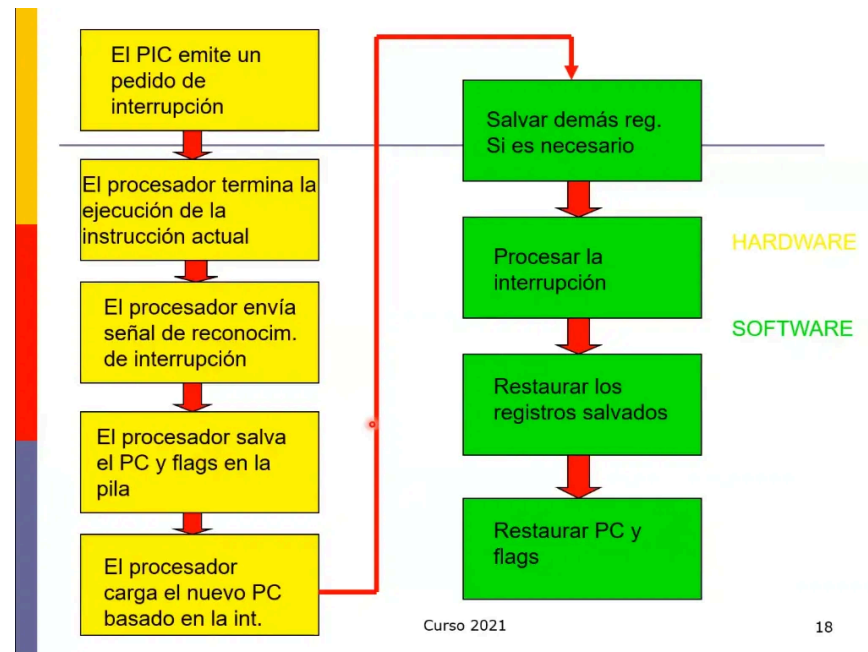 El PIC emite un
pedido de
interrupción
El procesador termina la
ejecución de la
instrucción actual
El procesador envía
señal de reconocim.
de interrupción
El procesador salva
el PC y flags en la
pila
El procesador
carga el nuevo PC
basado en la int.
Salvar demás reg.
Si es necesario
Procesar la
interrupción
Restaurar los
registros salvados
Restaurar PC y
flags
HARDWARE
SOFTWARE
Curso 2021
18